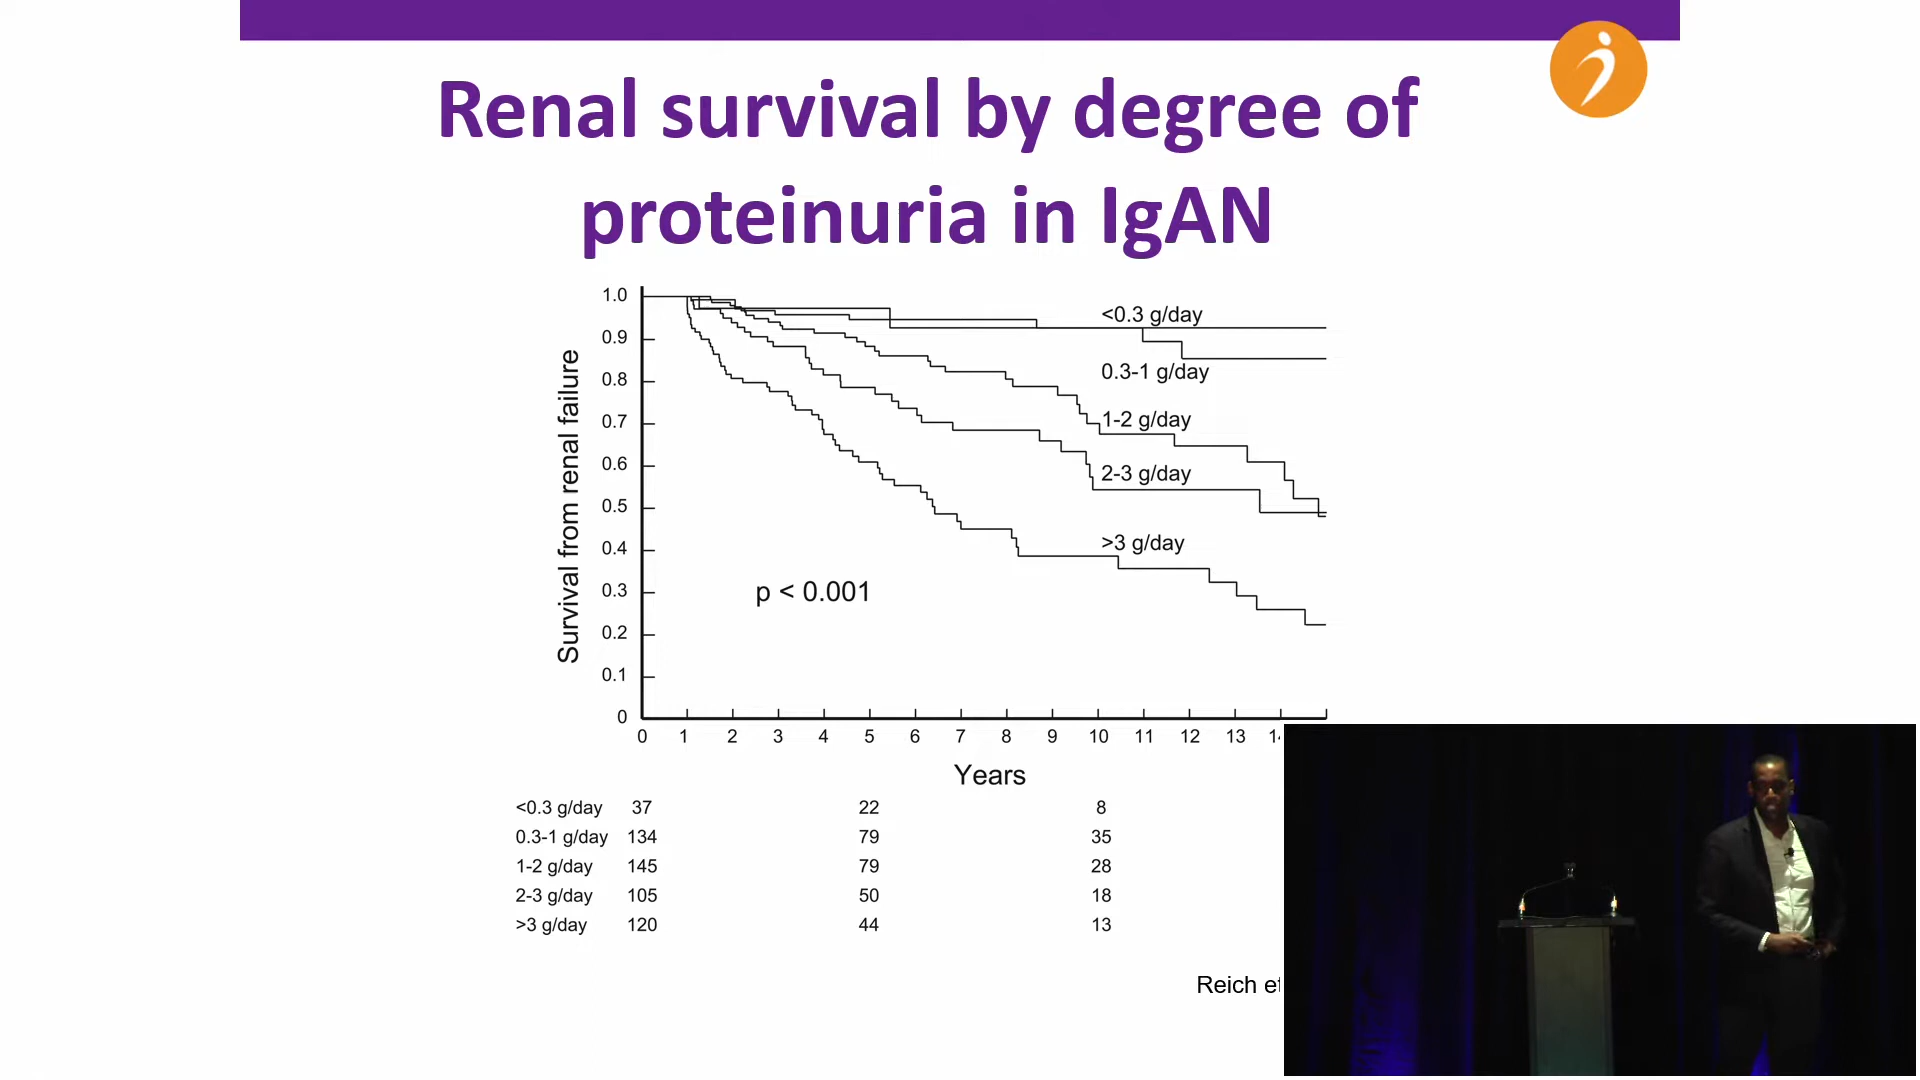 Renal survival by degree of
proteinuria in IgAN
Survival from renal failure
1.0
0.9
0.8
0.7
0.6
0.5
0.4
0.3
0.2
0.1
0
<0.3 g/day
0.3-1 g/day
1-2 g/day
2-3 g/day
>3 g/day
p < 0.001
0 1 2 3 4 5 6 7 8 9 10 11 12 13
Years
<0.3 g/day 37 22 8
0.3-1 g/day 134 79 35
1-2 g/day 145 79 28
2-3 g/day 105 50 18
>3 g/day 120 44 13
Reich